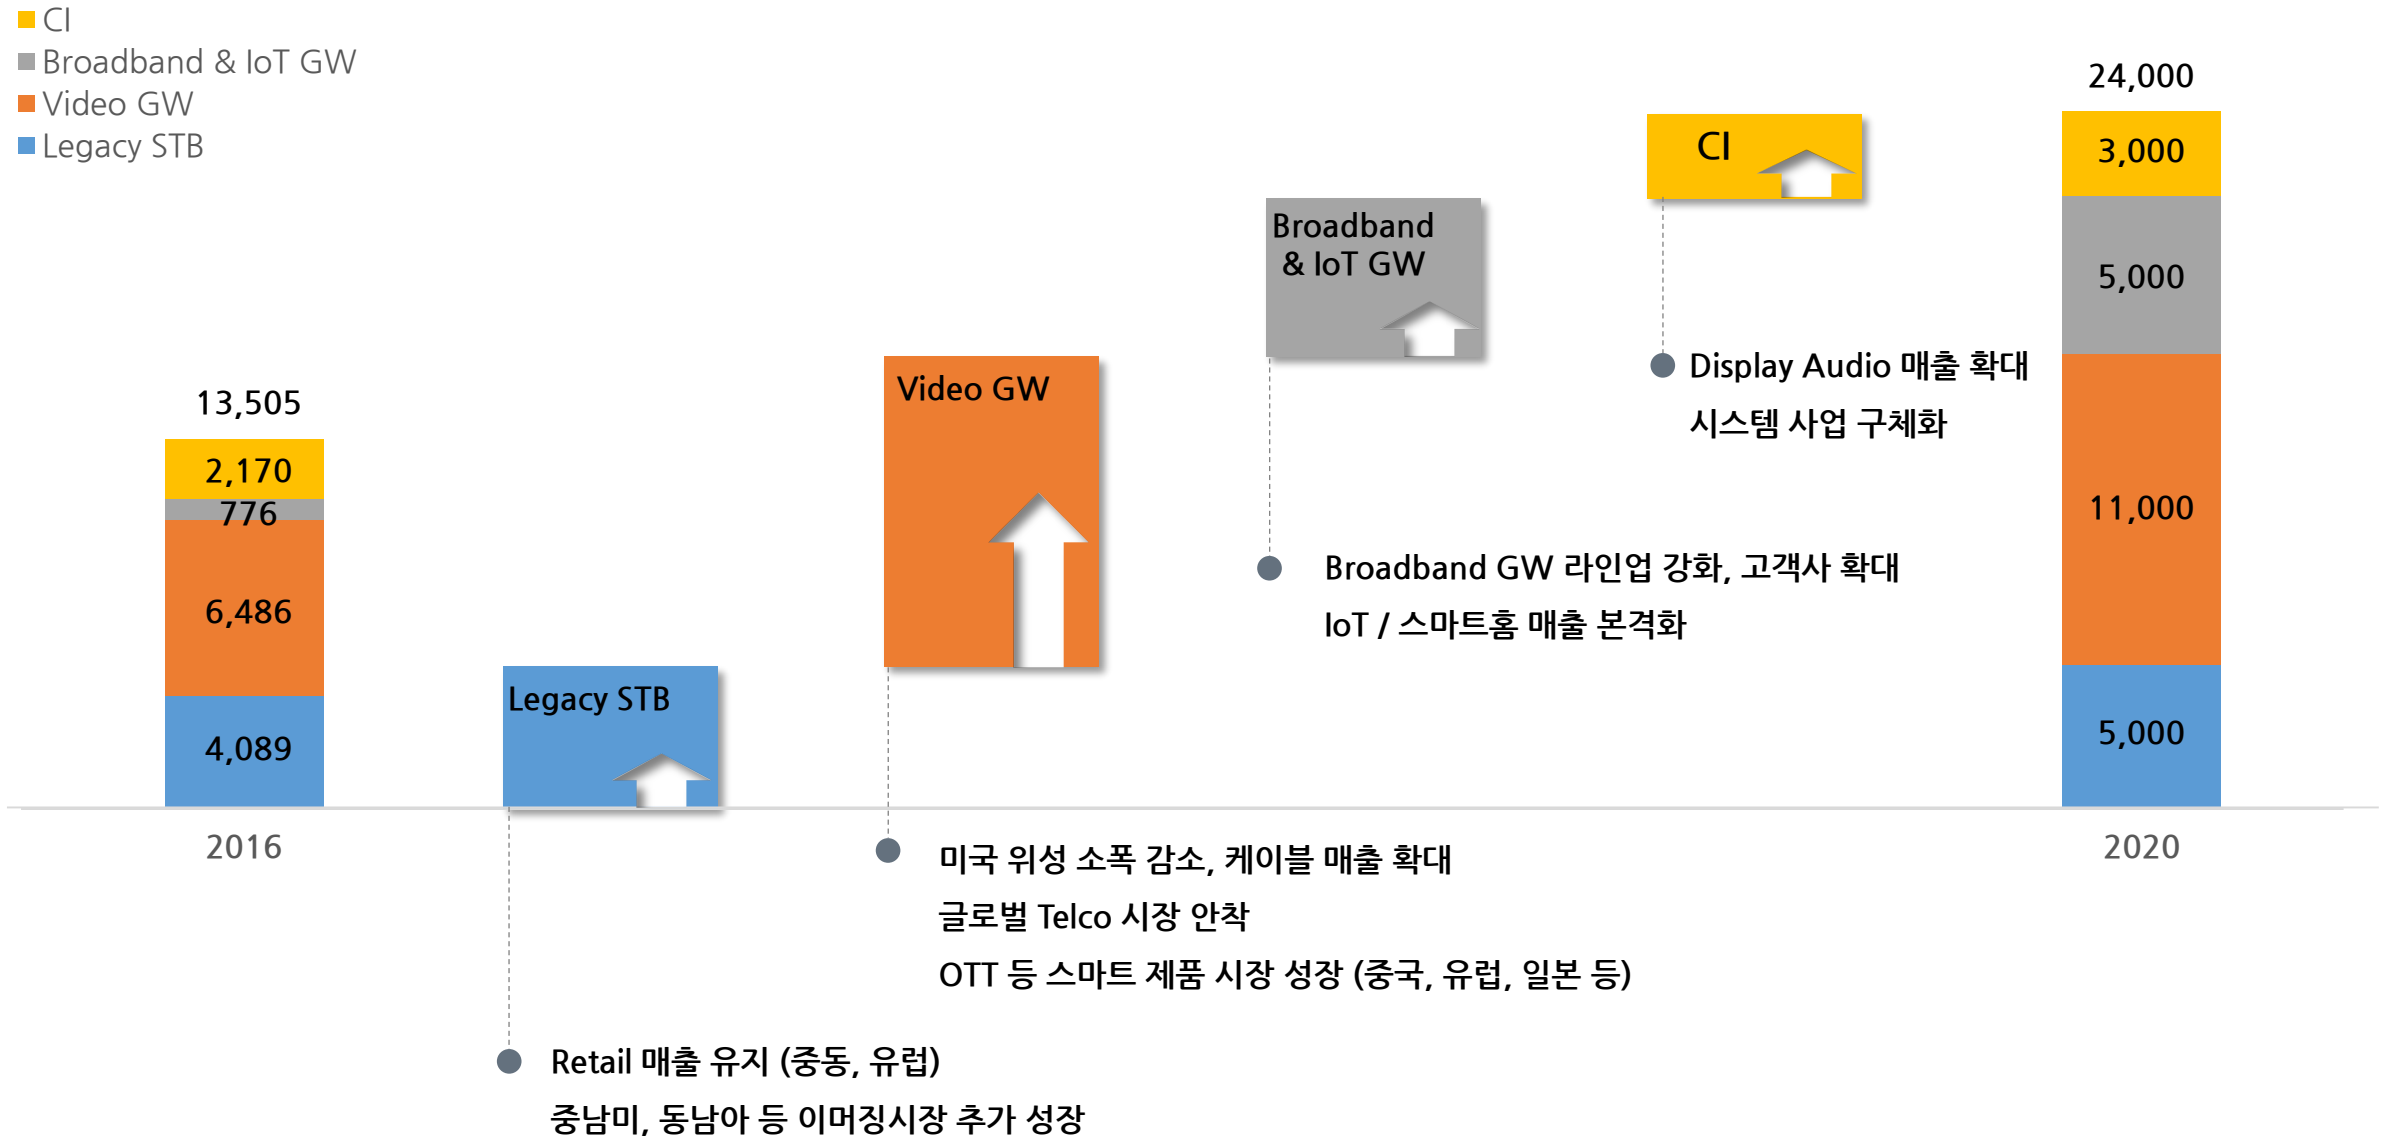 CI
Broadband & IoT GW
Video GW
Legacy STB
13,505
2,170
776
6,486
4,089
2016
Legacy STB
Retail 매출 유지 (중동, 유럽)
중남미, 동남아 등 이머징시장 추가 성장
Video GW
미국 위성 소폭 감소, 케이블 매출 확대
글로벌 Telco 시장 안착
OTT 등 스마트 제품 시장 성장 (중국, 유럽, 일본 등)
Broadband
& IoT GW
Broadband GW 라인업 강화, 고객사 확대
IoT / 스마트홈 매출 본격화
CI
Display Audio 매출 확대
시스템 사업 구체화
24,000
3,000
5,000
11,000
5,000
2020